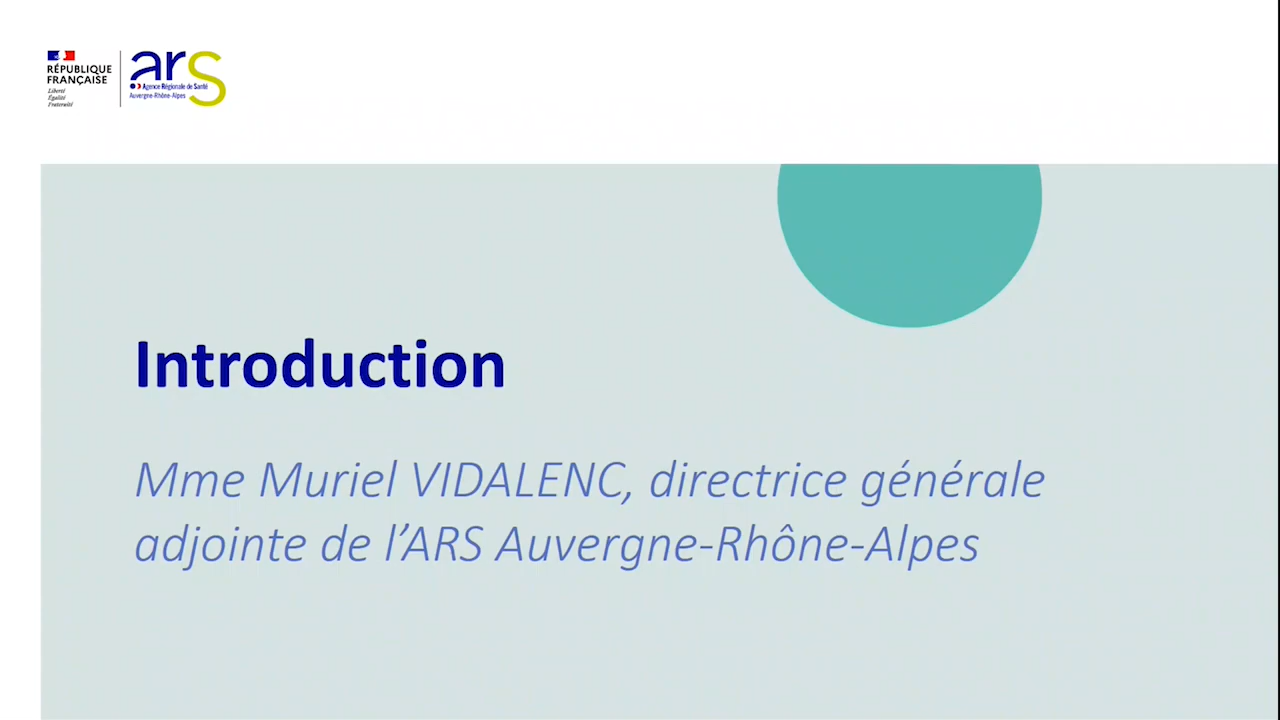 RÉPUBLIQUE
FRANÇAISE
Liberté
Égalité
Fraternité
ars
Agence Régionale de Santé
Auvergne-Rhône-Alpes
Introduction
Mme Muriel VIDALENC, directrice générale
adjointe de l’ARS Auvergne-Rhône-Alpes